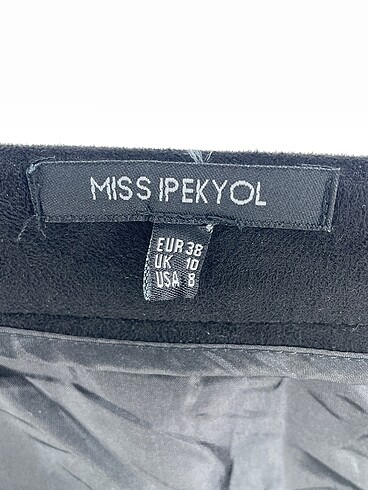 MISS IPEKYOL
EUR 38
UK 10
USA 8